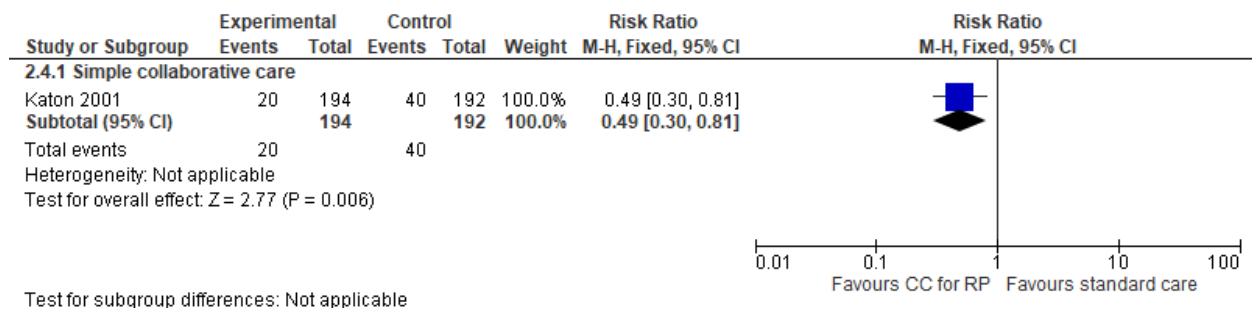 Experimental Control Risk Ratio Risk Ratio
Study or Subgroup Events Total Events Total Weight M-H, Fixed, 95% CI M-H, Fixed, 95% CI
2.4.1 Simple collaborative care
Katon 2001 20 194 40 192 100.0% 0.49 [0.30, 0.81]
Subtotal (95% CI) 194 192 100.0% 0.49 [0.30, 0.81]
Total events 20 40
Heterogeneity: Not applicable
Test for overall effect: Z = 2.77 (P = 0.006)
0.01 0.1 1 10 100
Favours CC for RP Favours standard care
Test for subgroup differences: Not applicable